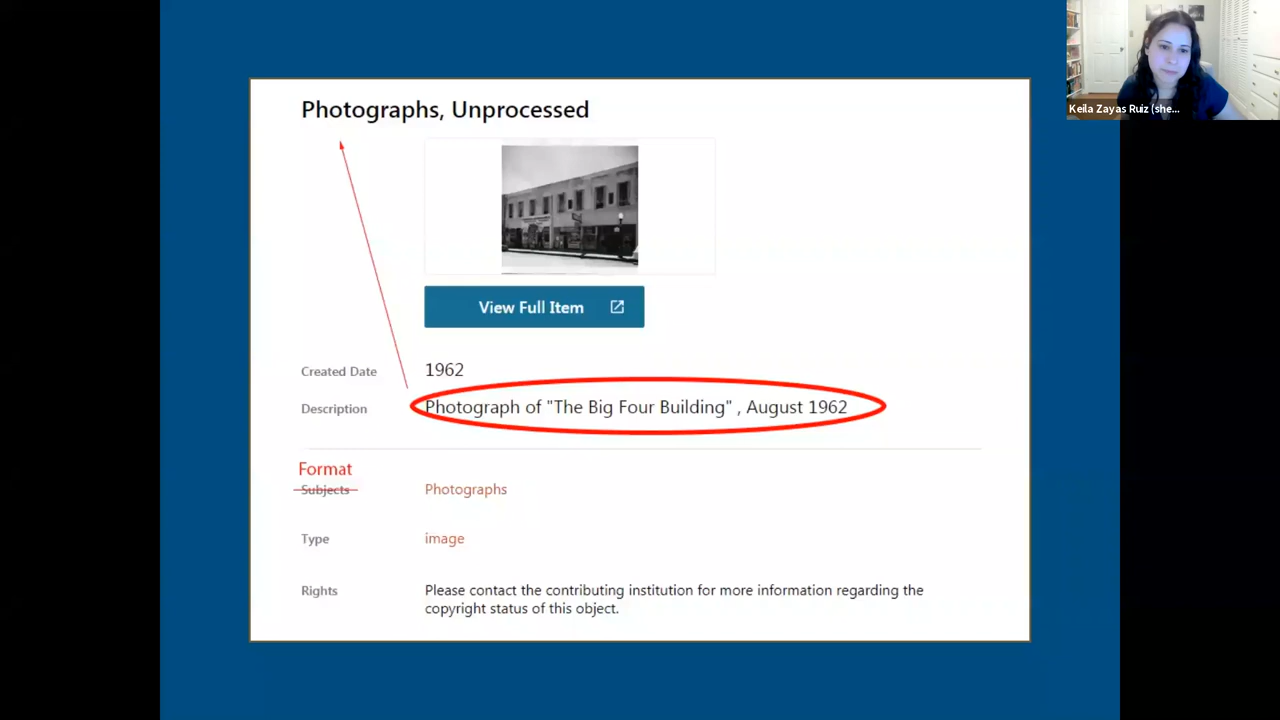 Keila Zayas Ruiz (she...
Photographs, Unprocessed
View Full Item
Created Date 1962
Description Photograph of "The Big Four Building" , August 1962
Format
Subjects Photographs
Type image
Rights Please contact the contributing institution for more information regarding the
copyright status of this object.